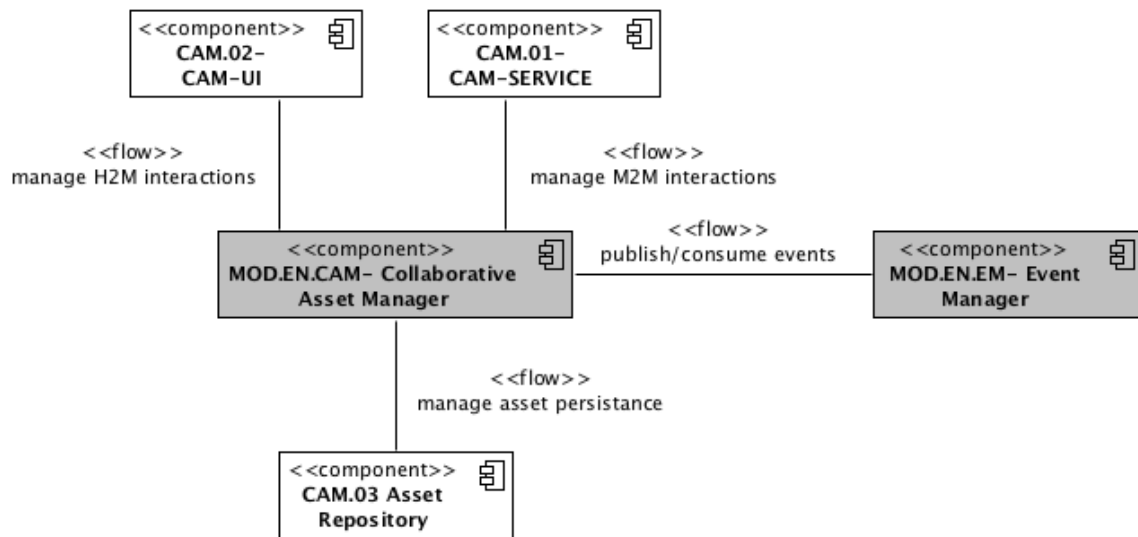 <<component>>
CAM.02-
CAM-UI
<<component>>
CAM.01-
CAM-SERVICE
<<flow>>
manage H2M interactions
<<flow>>
manage M2M interactions
<<component>>
MOD.EN.CAM- Collaborative
Asset Manager
<<flow>>
publish/consume events
<<component>>
MOD.EN.EM- Event
Manager
<<flow>>
manage asset persistance
<<component>>
CAM.03 Asset
Repository